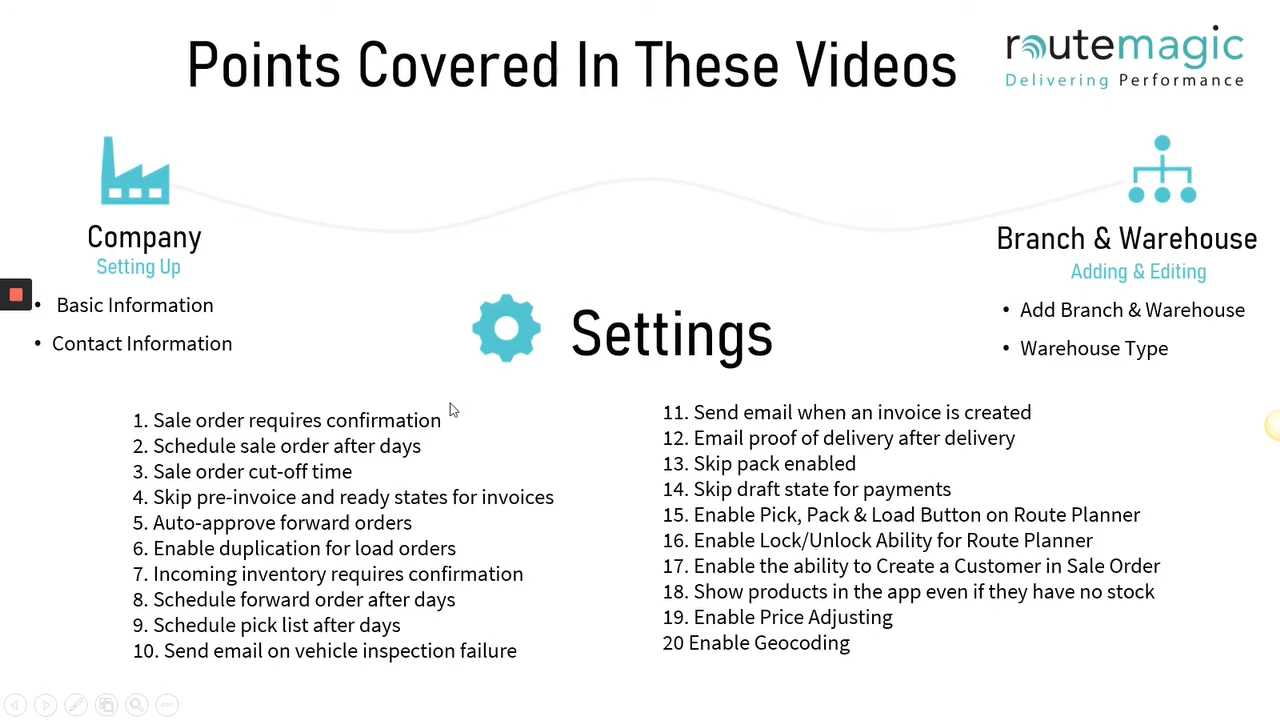 Points Covered In These Videos
routemagic
Delivering Performance
Company
Setting Up
• Basic Information
• Contact Information
Branch & Warehouse
Adding & Editing
• Add Branch & Warehouse
• Warehouse Type
Settings
1. Sale order requires confirmation
2. Schedule sale order after days
3. Sale order cut-off time
4. Skip pre-invoice and ready states for invoices
5. Auto-approve forward orders
6. Enable duplication for load orders
7. Incoming inventory requires confirmation
8. Schedule forward order after days
9. Schedule pick list after days
10. Send email on vehicle inspection failure
11. Send email when an invoice is created
12. Email proof of delivery after delivery
13. Skip pack enabled
14. Skip draft state for payments
15. Enable Pick, Pack & Load Button on Route Planner
16. Enable Lock/Unlock Ability for Route Planner
17. Enable the ability to Create a Customer in Sale Order
18. Show products in the app even if they have no stock
19. Enable Price Adjusting
20 Enable Geocoding